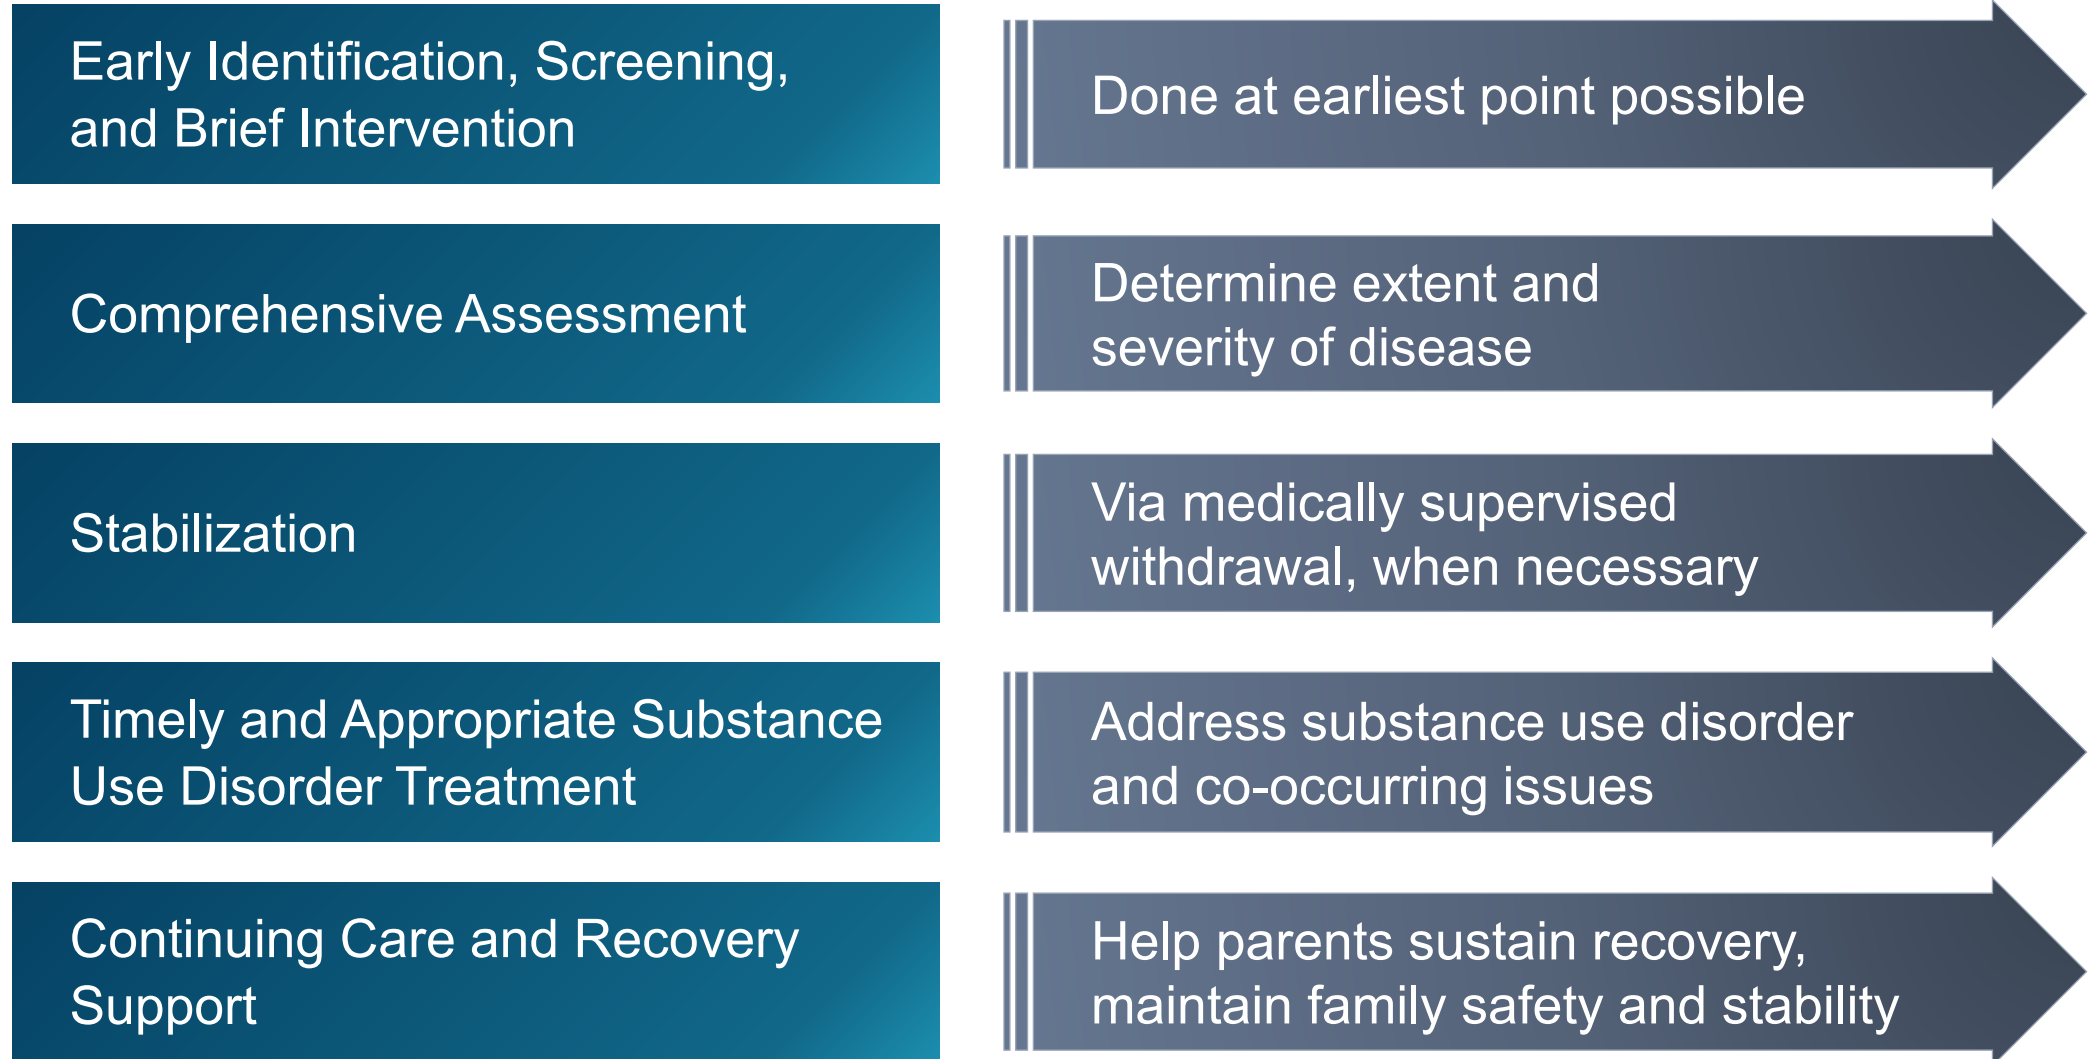 Early Identification, Screening,
and Brief Intervention
Done at earliest point possible
Comprehensive Assessment
Determine extent and
severity of disease
Stabilization
Via medically supervised
withdrawal, when necessary
Timely and Appropriate Substance
Use Disorder Treatment
Address substance use disorder
and co-occurring issues
Continuing Care and Recovery
Support
Help parents sustain recovery,
maintain family safety and stability